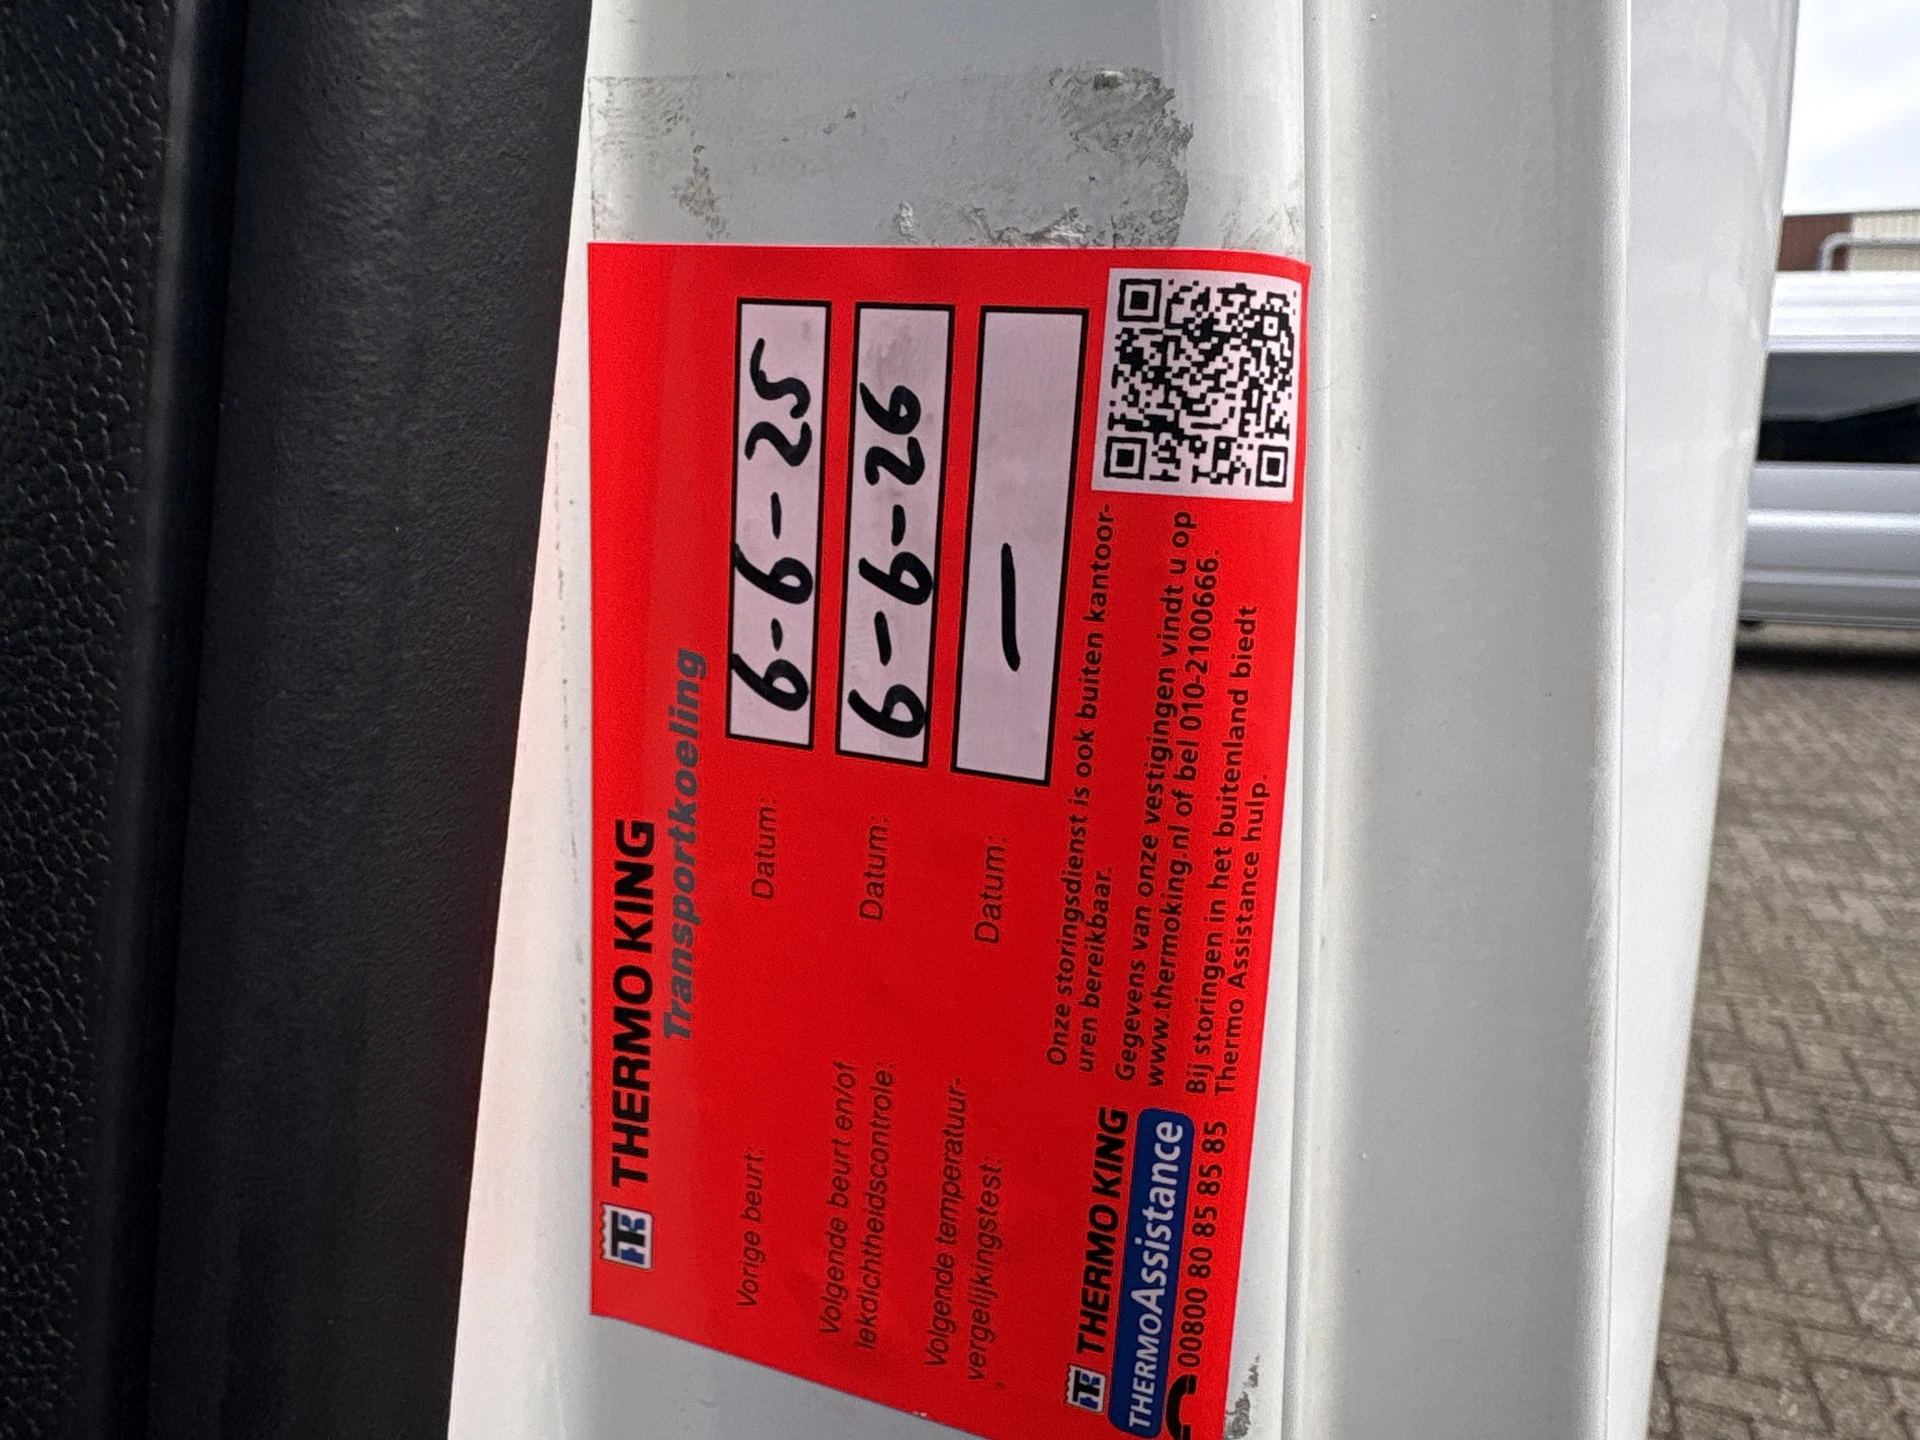 THERMO KING
Transportkoeling
Vorige beurt: Datum: 6-6-25
Volgende beurt en/of
lekdichtheidscontrole: Datum: 6-6-26
Volgende temperatuur-
vergelijkingstest: Datum: —
THERMO KING
THERMOAssistance
00800 80 85 85 85
Onze storingsdienst is ook buiten kantoor-
uren bereikbaar.
Gegevens van onze vestigingen vindt u op
www.thermoking.nl of bel 010-2100666.
Bij storingen in het buitenland biedt
Thermo Assistance hulp.